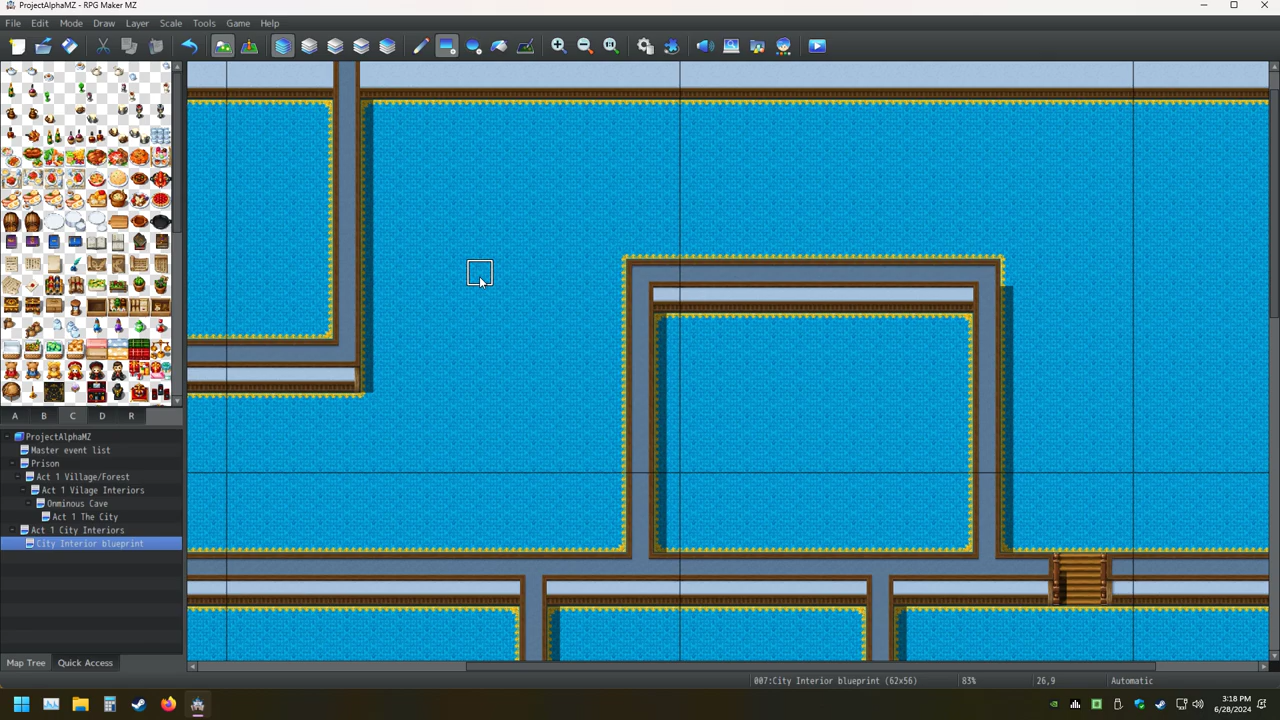 ProjectAlphaMZ - RPG Maker MZ
File Edit Mode Draw Layer Scale Tools Game Help
A B C D R
ProjectAlphaMZ
Master event list
Prison
Act 1 Village/Forest
Act 1 Vilage Interiors
Onminous Cave
Act 1 The City
Act 1 City Interiors
City Interior blueprint
Map Tree Quick Access
007:City Interior blueprint (62x56) 83% 26,9 Automatic
3:18 PM
6/28/2024